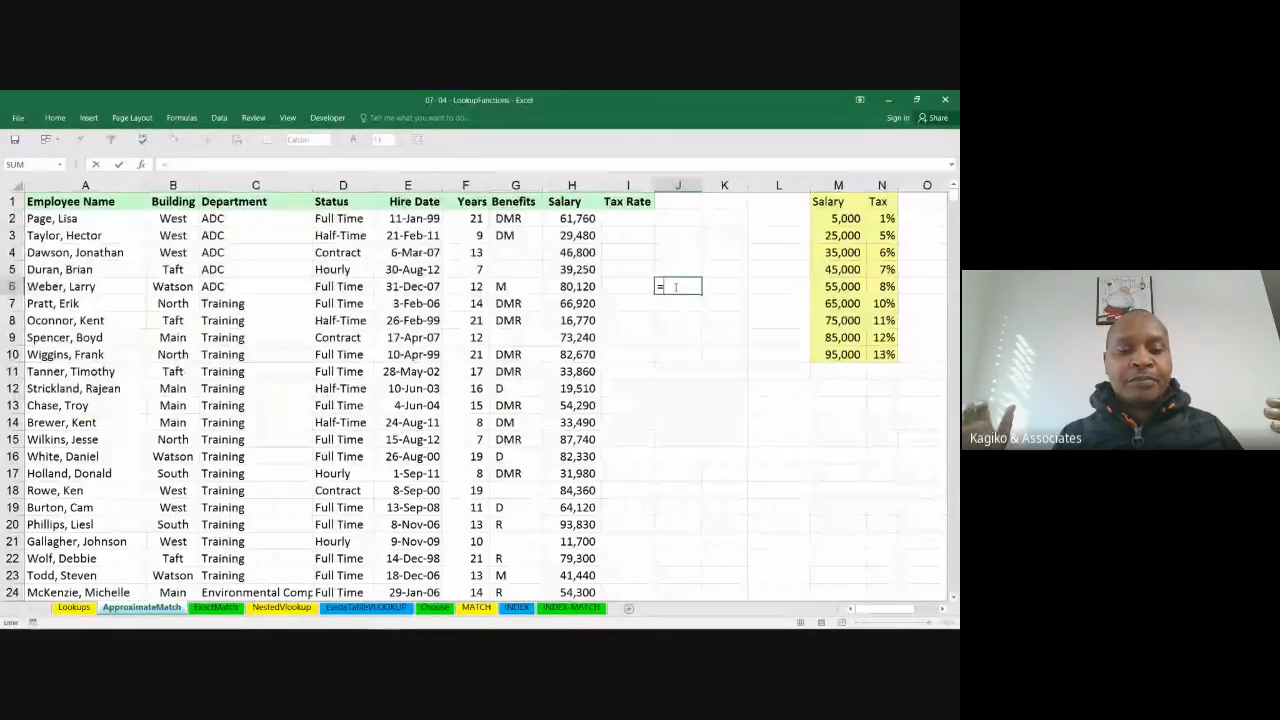 07- 04 - LookupFunctions - Excel
File Home Insert Page Layout Formulas Data Review View Developer Tell me what you want to do... Sign in Share
Calibri 11
SUM =
A B C D E F G H I J K L M N O
1 Employee Name Building Department Status Hire Date Years Benefits Salary Tax Rate Salary Tax
2 Page, Lisa West ADC Full Time 11-Jan-99 21 DMR 61,760 5,000 1%
3 Taylor, Hector West ADC Half-Time 21-Feb-11 9 DM 29,480 25,000 5%
4 Dawson, Jonathan West ADC Contract 6-Mar-07 13 46,800 35,000 6%
5 Duran, Brian Taft ADC Hourly 30-Aug-12 7 39,250 45,000 7%
6 Weber, Larry Watson ADC Full Time 31-Dec-07 12 M 80,120 = 55,000 8%
7 Pratt, Erik North Training Full Time 3-Feb-06 14 DMR 66,920 65,000 10%
8 Oconnor, Kent Taft Training Half-Time 26-Feb-99 21 DMR 16,770 75,000 11%
9 Spencer, Boyd Main Training Contract 17-Apr-07 12 73,240 85,000 12%
10 Wiggins, Frank North Training Full Time 10-Apr-99 21 DMR 82,670 95,000 13%
11 Tanner, Timothy Taft Training Full Time 28-May-02 17 DMR 33,860
12 Strickland, Rajean Main Training Half-Time 10-Jun-03 16 D 19,510
13 Chase, Troy Main Training Full Time 4-Jun-04 15 DMR 54,290
14 Brewer, Kent Main Training Half-Time 24-Aug-11 8 DM 33,490
15 Wilkins, Jesse North Training Full Time 15-Aug-12 7 DMR 87,740
16 White, Daniel Watson Training Full Time 26-Aug-00 19 D 82,330
17 Holland, Donald South Training Hourly 1-Sep-11 8 DMR 31,980
18 Rowe, Ken West Training Contract 8-Sep-00 19 84,360
19 Burton, Cam West Training Full Time 13-Sep-08 11 D 64,120
20 Phillips, Liesl South Training Full Time 8-Nov-06 13 R 93,830
21 Gallagher, Johnson West Training Hourly 9-Nov-09 10 11,700
22 Wolf, Debbie Taft Training Full Time 14-Dec-98 21 R 79,300
23 Todd, Steven Watson Training Full Time 18-Dec-06 13 M 41,440
24 McKenzie, Michelle Main Environmental Comp Full Time 29-Jan-06 14 R 54,300
Lookups ApproximateMatch ExactMatch NestedVlookup Choose MATCH INDEX INDEX-MATCH
Enter
Kagiko & Associates